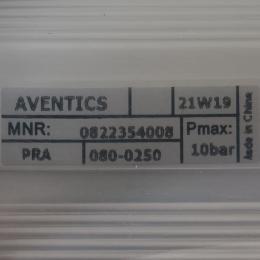 AVENTICS 21W19
MNR: 0822354008 Pmax:
PRA 080-0250 10bar
Made in China